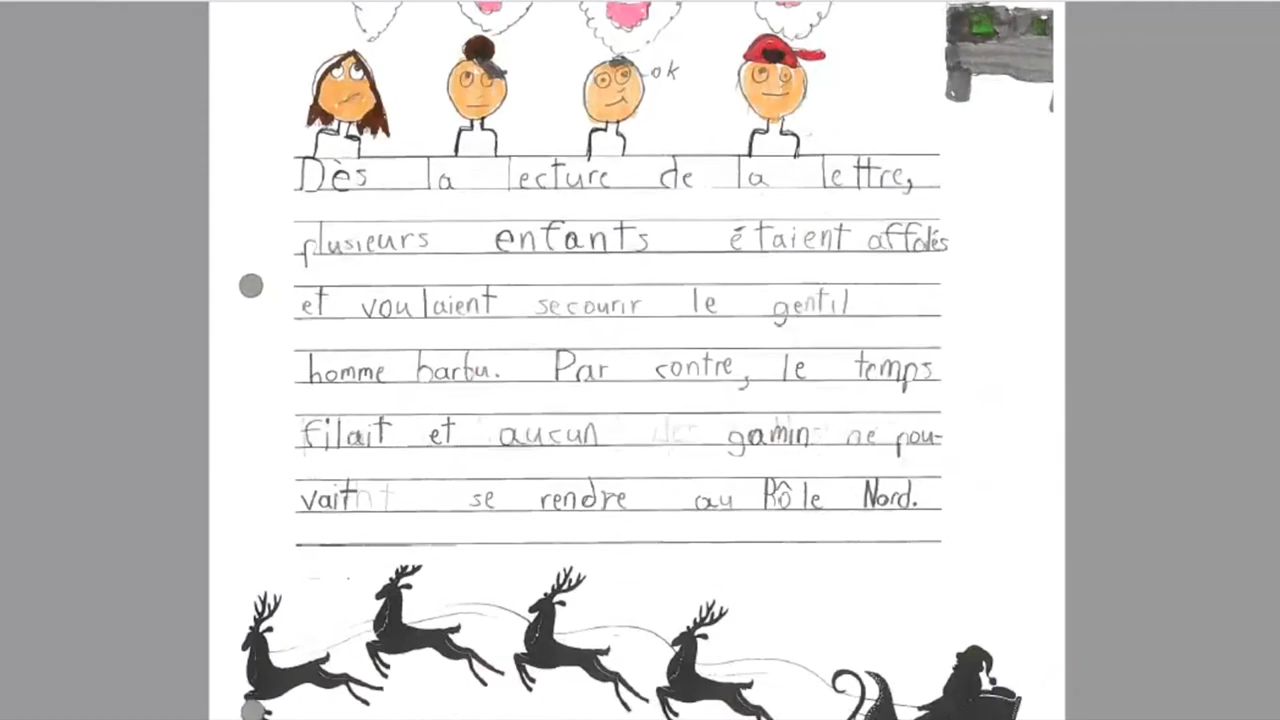 ok
Dès la lecture de la lettre,
plusieurs enfants étaient affolés
et voulaient secourir le gentil
homme barbu. Par contre, le temps
filait et aucun gamin ne pou-
vait se rendre au Pôle Nord.